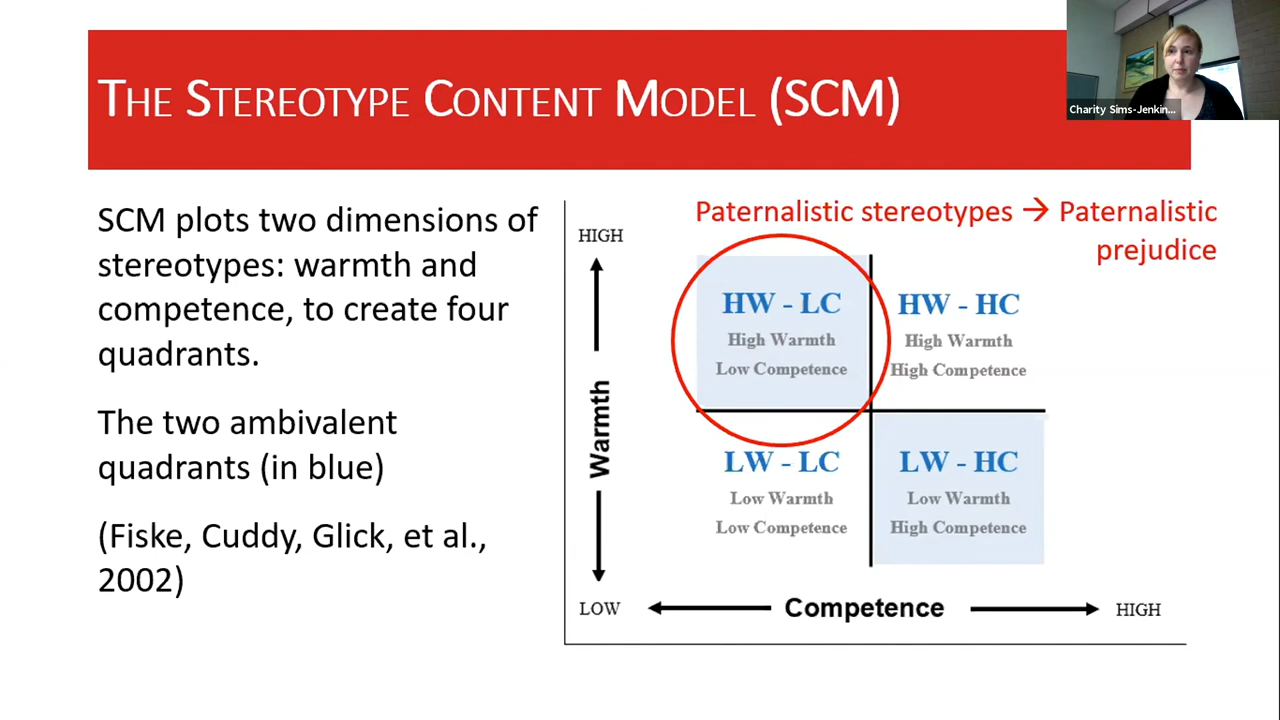 THE STEREOTYPE CONTENT MODEL (SCM)
Charity Sims-Jenkin...
SCM plots two dimensions of
stereotypes: warmth and
competence, to create four
quadrants.
The two ambivalent
quadrants (in blue)
(Fiske, Cuddy, Glick, et al.,
2002)
Paternalistic stereotypes → Paternalistic
prejudice
HIGH
Warmth
LOW
HW - LC
High Warmth
Low Competence
HW - HC
High Warmth
High Competence
LW - LC
Low Warmth
Low Competence
LW - HC
Low Warmth
High Competence
Competence
HIGH